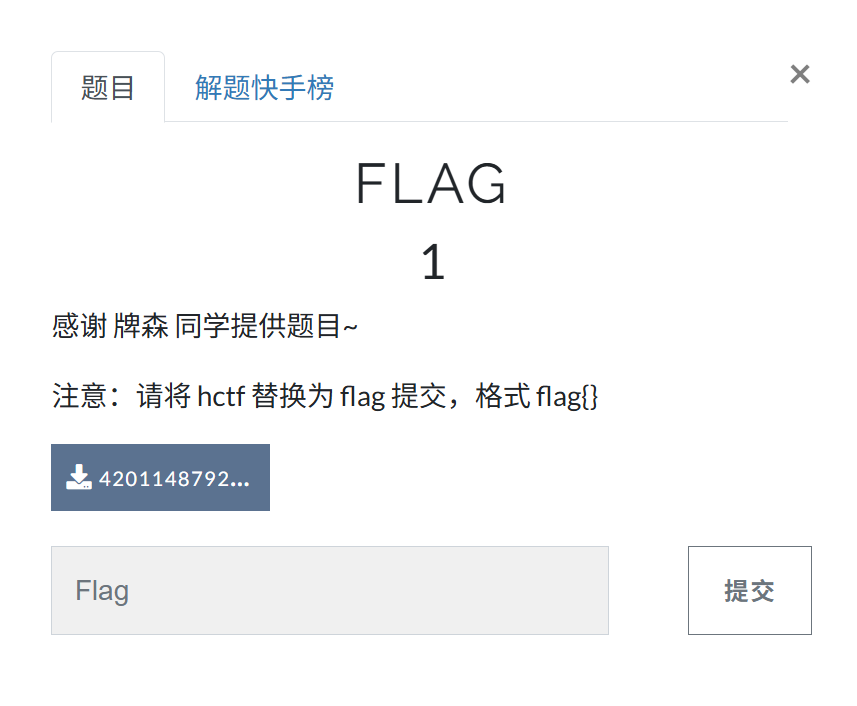 题目 解题快手榜 ×
FLAG
1
感谢 牌森 同学提供题目~
注意：请将 hctf 替换为 flag 提交，格式 flag{}
4201148792...
Flag 提交